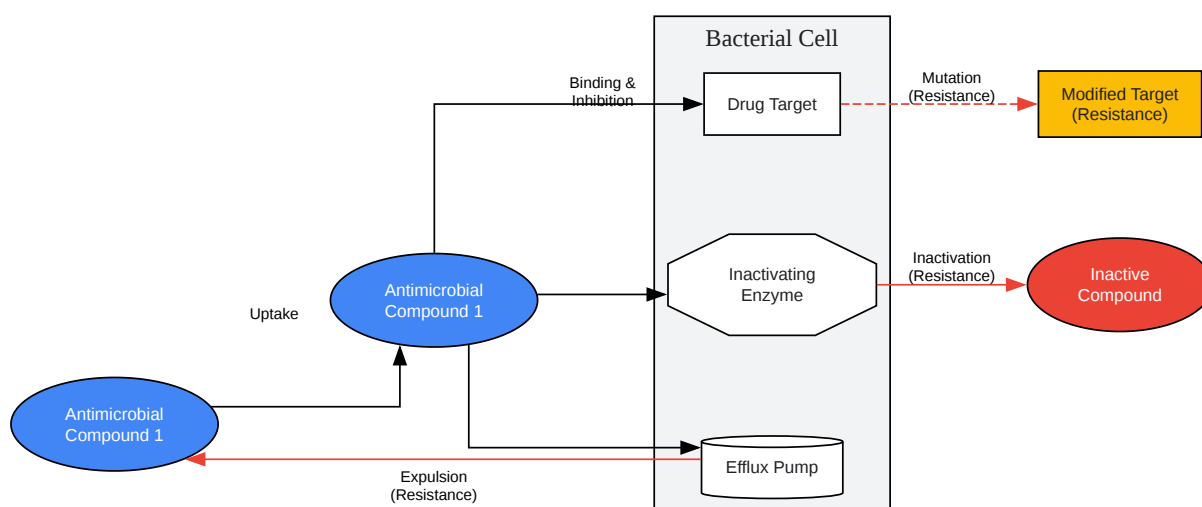 Bacterial Cell
Binding &
Inhibition
Drug Target
Mutation
(Resistance)
Modified Target
(Resistance)
Antimicrobial
Compound 1
Inactivating
Enzyme
Inactivation
(Resistance)
Inactive
Compound
Uptake
Antimicrobial
Compound 1
Efflux Pump
Expulsion
(Resistance)